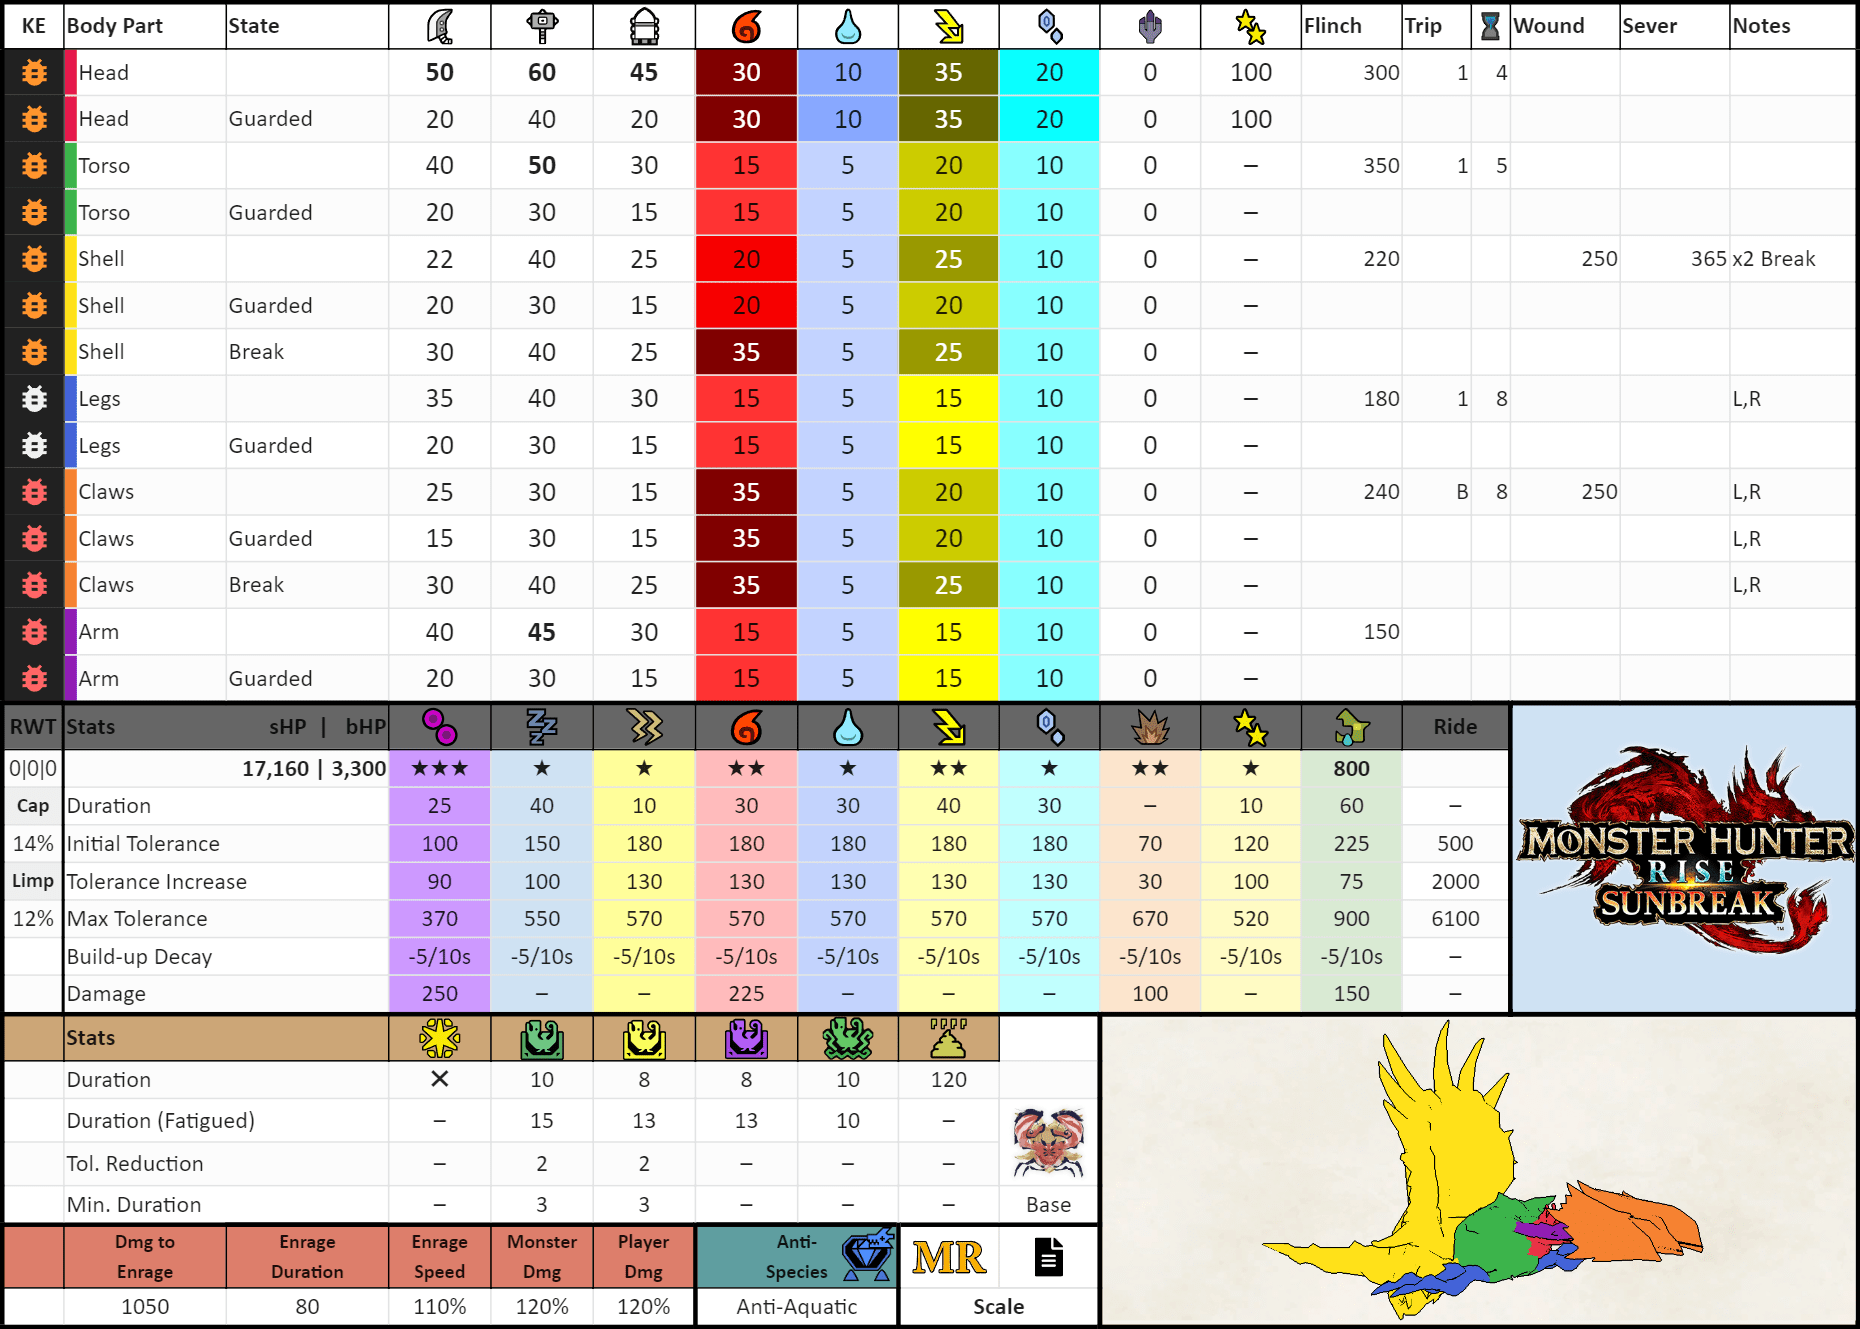 KE Body Part State Flinch Trip Wound Sever Notes
Head 50 60 45 30 10 35 20 0 100 300 1 4
Head Guarded 20 40 20 30 10 35 20 0 100
Torso 40 50 30 15 5 20 10 0 – 350 1 5
Torso Guarded 20 30 15 15 5 20 10 0 –
Shell 22 40 25 20 5 25 10 0 – 220 250 365 x2 Break
Shell Guarded 20 30 15 20 5 20 10 0 –
Shell Break 30 40 25 35 5 25 10 0 –
Legs 35 40 30 15 5 15 10 0 – 180 1 8 L,R
Legs Guarded 20 30 15 15 5 15 10 0 –
Claws 25 30 15 35 5 20 10 0 – 240 B 8 250 L,R
Claws Guarded 15 30 15 35 5 20 10 0 – L,R
Claws Break 30 40 25 35 5 25 10 0 – L,R
Arm 40 45 30 15 5 15 10 0 – 150
Arm Guarded 20 30 15 15 5 15 10 0 –
RWT Stats sHP | bHP Ride
0|0|0 17,160 | 3,300 ★★★ ★ ★ ★★ ★ ★★ ★ ★★ ★ 800
Cap Duration 25 40 10 30 30 40 30 – 10 60 –
14% Initial Tolerance 100 150 180 180 180 180 180 70 120 225 500
Limp Tolerance Increase 90 100 130 130 130 130 130 30 100 75 2000
12% Max Tolerance 370 550 570 570 570 570 570 670 520 900 6100
Build-up Decay -5/10s -5/10s -5/10s -5/10s -5/10s -5/10s -5/10s -5/10s -5/10s -5/10s –
Damage 250 – – 225 – – – 100 – 150 –
MONSTER HUNTER
RISE
SUNBREAK
™
Stats
Duration ✕ 10 8 8 10 120
Duration (Fatigued) – 15 13 13 10 –
Tol. Reduction – 2 2 – – –
Min. Duration – 3 3 – – – Base
Dmg to Enrage Enrage Duration Enrage Speed Monster Dmg Player Dmg Anti-Species MR
1050 80 110% 120% 120% Anti-Aquatic Scale